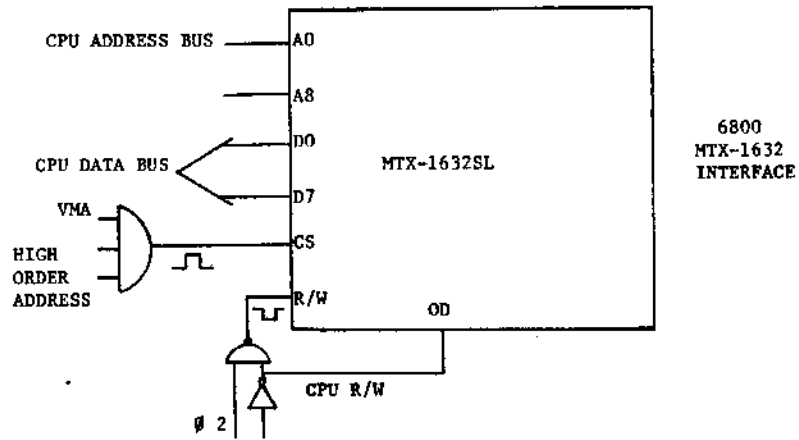 CPU ADDRESS BUS
A0
A8
D0
CPU DATA BUS
D7
MTX-1632SL
6800
MTX-1632
INTERFACE
VMA
CS
HIGH
ORDER
ADDRESS
R/W
OD
CPU R/W
Ø 2